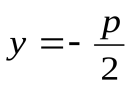 y = - p/2